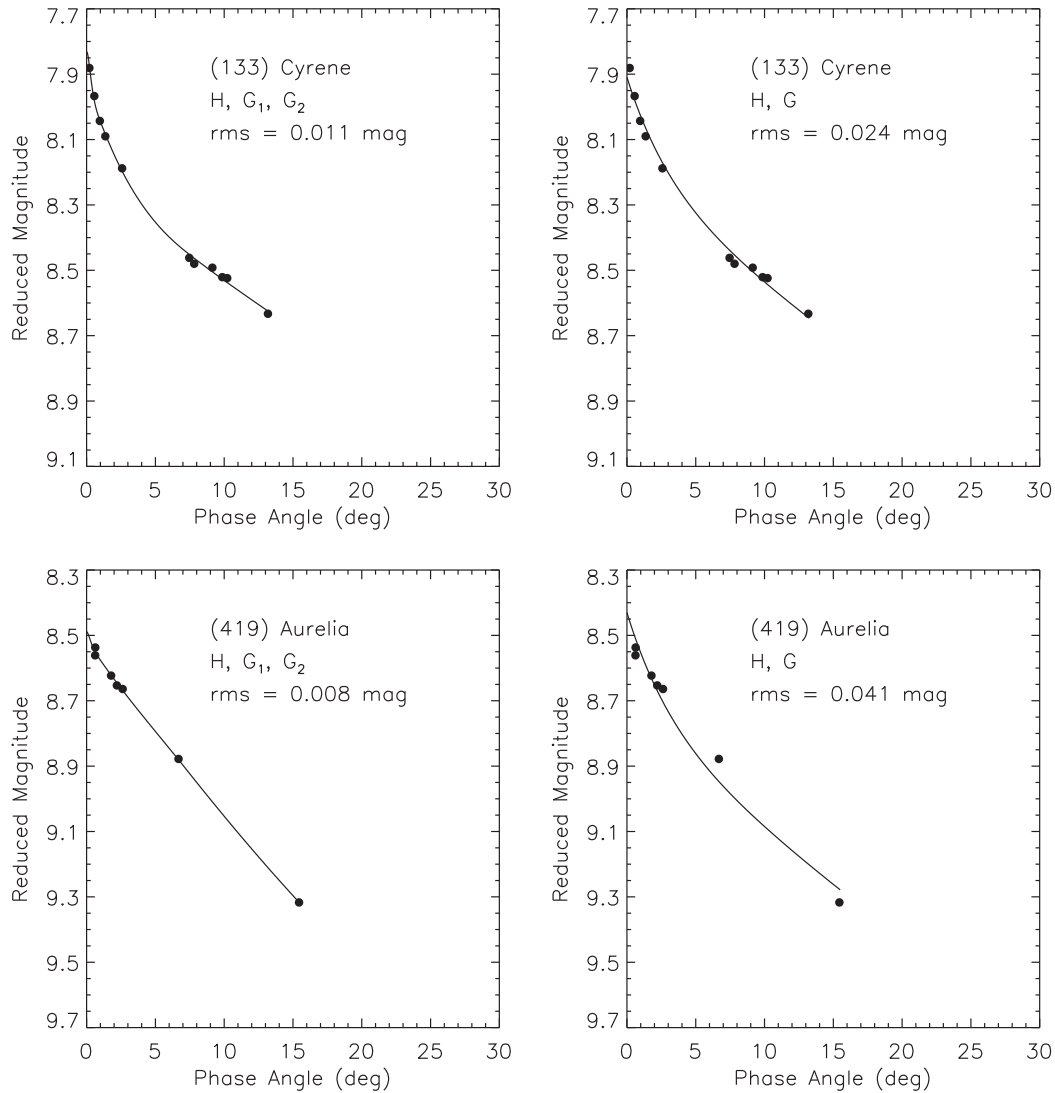 7.7
7.9
8.1
8.3
8.5
8.7
8.9
9.1
Reduced Magnitude
(133) Cyrene
H, G₁, G₂
rms = 0.011 mag
0 5 10 15 20 25 30
Phase Angle (deg)
7.7
7.9
8.1
8.3
8.5
8.7
8.9
9.1
Reduced Magnitude
(133) Cyrene
H, G
rms = 0.024 mag
0 5 10 15 20 25 30
Phase Angle (deg)
8.3
8.5
8.7
8.9
9.1
9.3
9.5
9.7
Reduced Magnitude
(419) Aurelia
H, G₁, G₂
rms = 0.008 mag
0 5 10 15 20 25 30
Phase Angle (deg)
8.3
8.5
8.7
8.9
9.1
9.3
9.5
9.7
Reduced Magnitude
(419) Aurelia
H, G
rms = 0.041 mag
0 5 10 15 20 25 30
Phase Angle (deg)